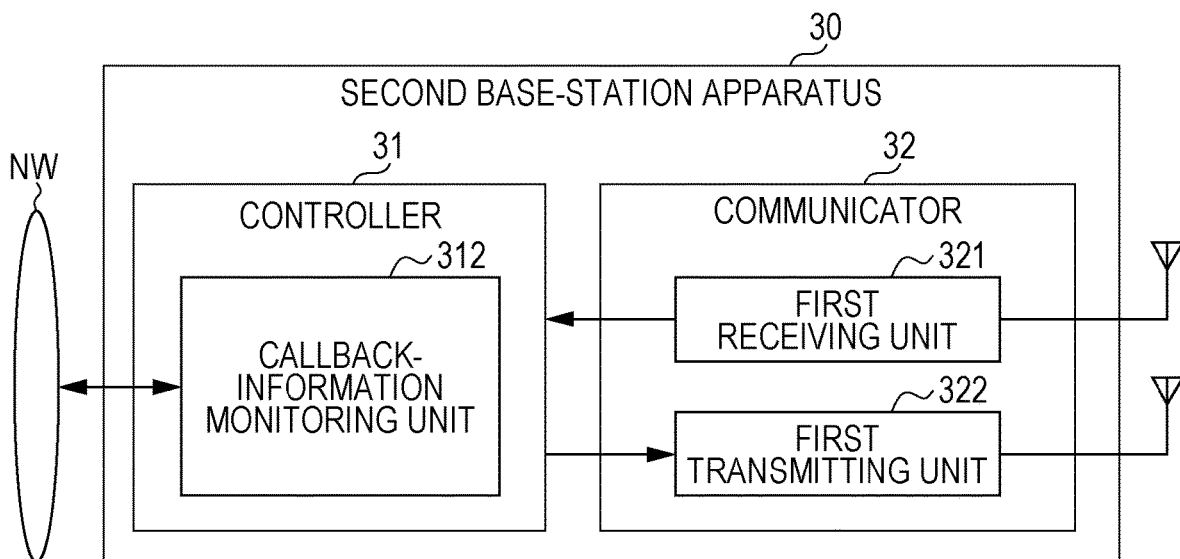 30
SECOND BASE-STATION APPARATUS
NW
31
CONTROLLER
312
CALLBACK-
INFORMATION
MONITORING UNIT
32
COMMUNICATOR
321
FIRST
RECEIVING UNIT
322
FIRST
TRANSMITTING UNIT